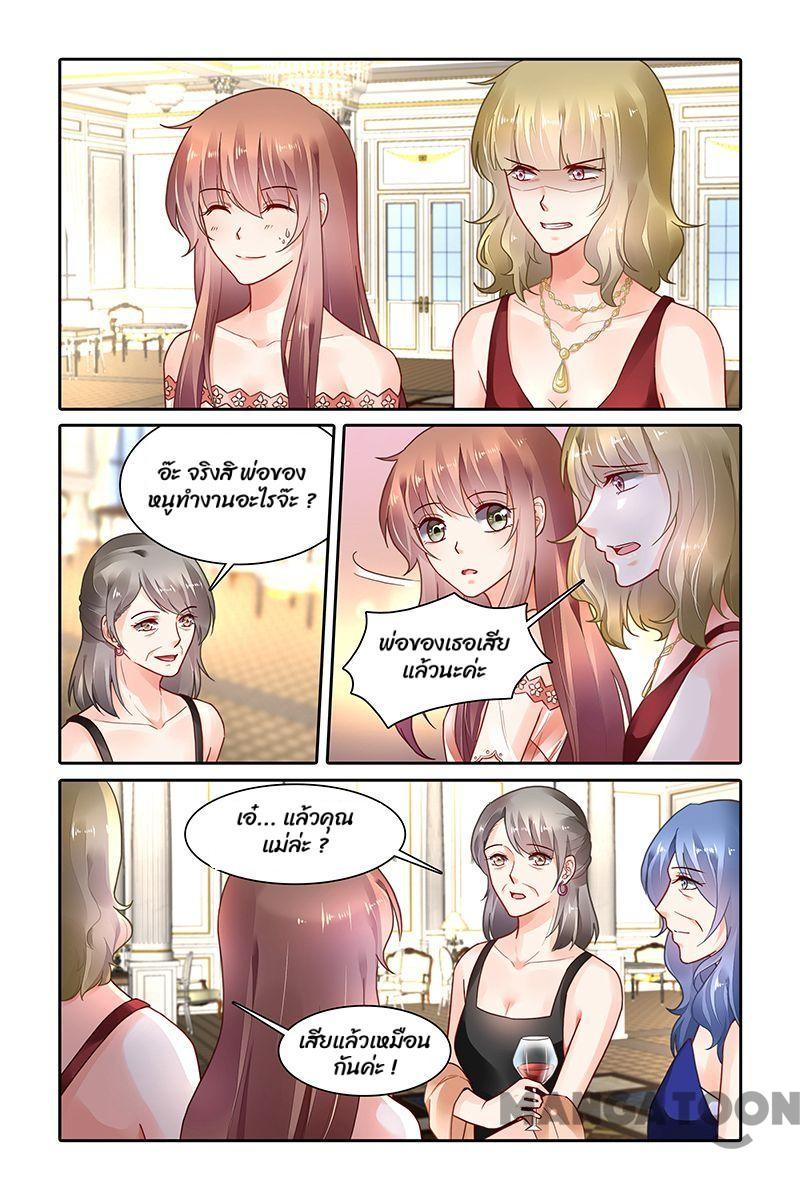 อ๊ะ จริงสิ พ่อของ
หนูทำงานอะไรจ๊ะ ?
พ่อของเธอเสีย
แล้วนะค่ะ
เอ๋... แล้วคุณ
แม่ล่ะ ?
เสียแล้วเหมือน
กันค่ะ !
MANGATOON